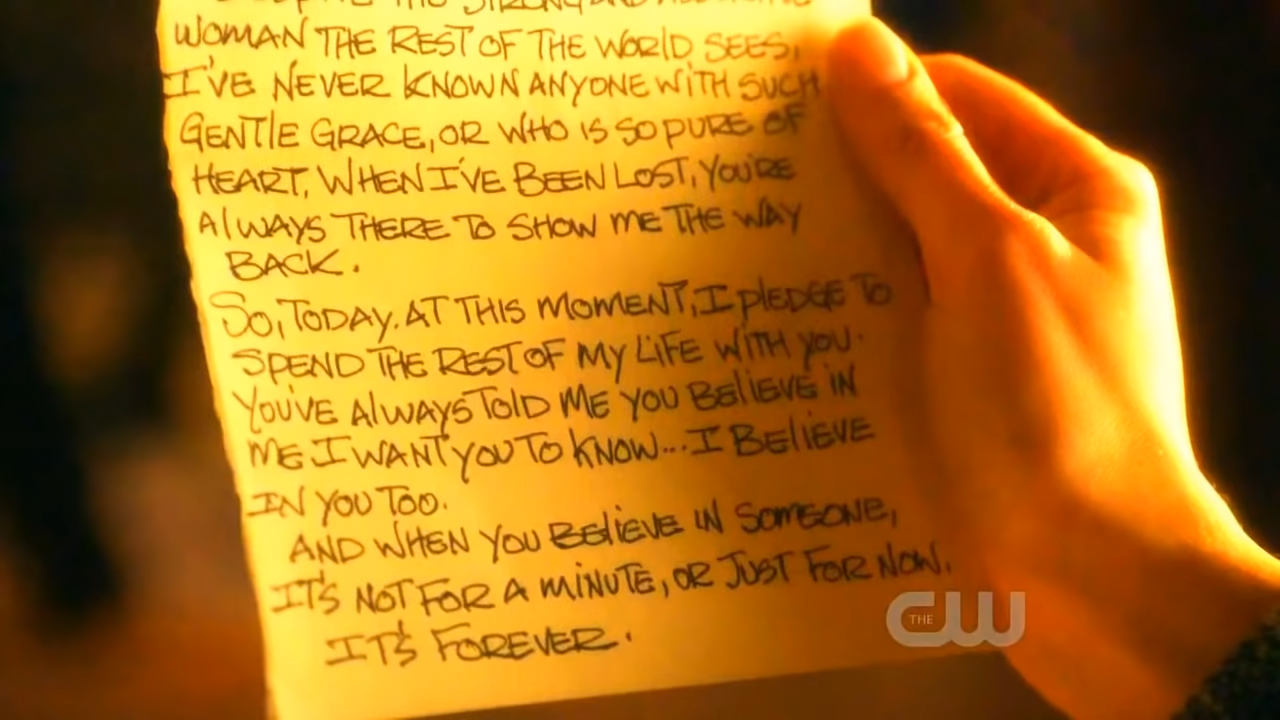 THE STRONG AND
WOMAN THE REST OF THE WORLD SEES,
I'VE NEVER KNOWN ANYONE WITH SUCH
GENTLE GRACE, OR WHO IS SO PURE OF
HEART. WHEN I'VE BEEN LOST, YOU'RE
ALWAYS THERE TO SHOW ME THE WAY
BACK.
SO, TODAY. AT THIS MOMENT, I PLEDGE TO
SPEND THE REST OF MY LIFE WITH YOU.
YOU'VE ALWAYS TOLD ME YOU BELIEVE IN
ME I WANT YOU TO KNOW... I BELIEVE
IN YOU TOO.
AND WHEN YOU BELIEVE IN SOMEONE,
IT'S NOT FOR A MINUTE, OR JUST FOR NOW.
IT'S FOREVER.
THE CW